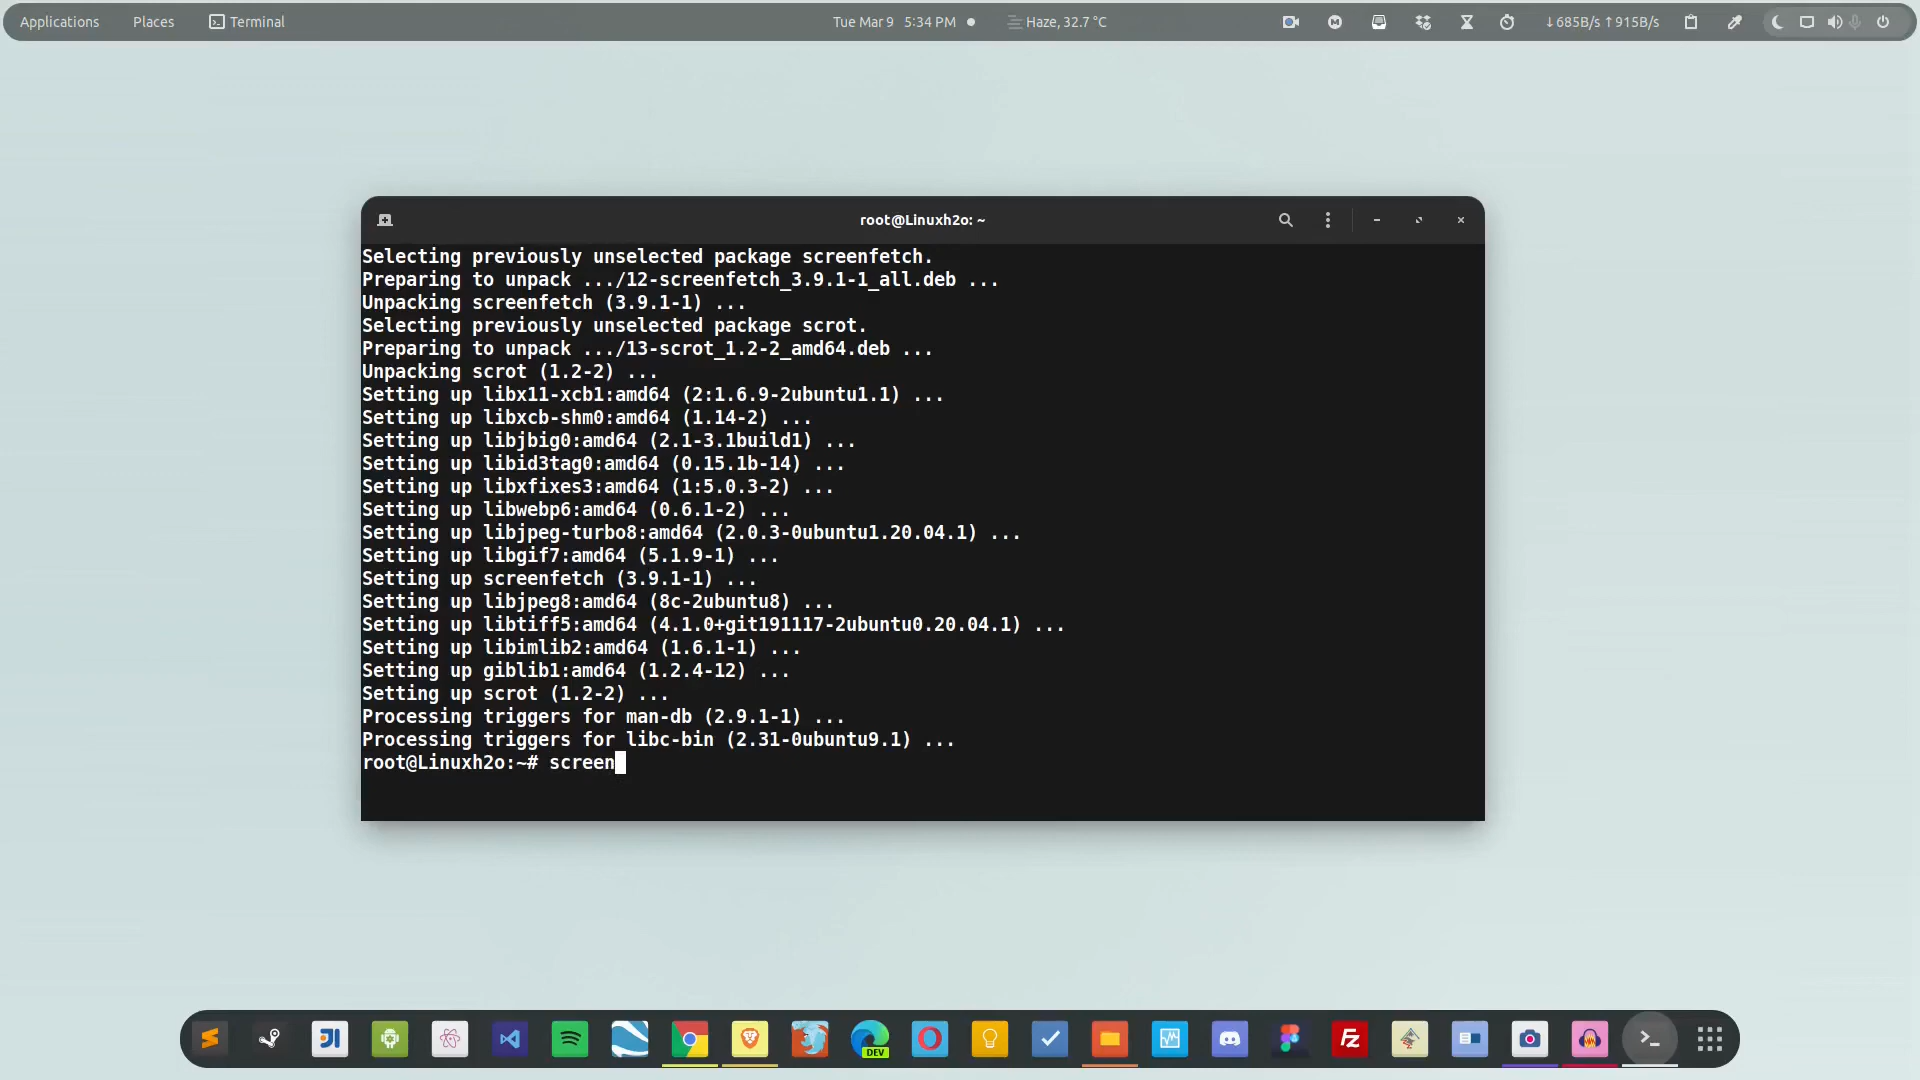 Applications Places Terminal Tue Mar 9 5:34 PM Haze, 32.7 °C ↓685B/s↑915B/s
root@Linuxh2o: ~
Selecting previously unselected package screenfetch.
Preparing to unpack .../12-screenfetch_3.9.1-1_all.deb ...
Unpacking screenfetch (3.9.1-1) ...
Selecting previously unselected package scrot.
Preparing to unpack .../13-scrot_1.2-2_amd64.deb ...
Unpacking scrot (1.2-2) ...
Setting up libx11-xcb1:amd64 (2:1.6.9-2ubuntu1.1) ...
Setting up libxcb-shm0:amd64 (1.14-2) ...
Setting up libjbig0:amd64 (2.1-3.1build1) ...
Setting up libid3tag0:amd64 (0.15.1b-14) ...
Setting up libxfixes3:amd64 (1:5.0.3-2) ...
Setting up libwebp6:amd64 (0.6.1-2) ...
Setting up libjpeg-turbo8:amd64 (2.0.3-0ubuntu1.20.04.1) ...
Setting up libgif7:amd64 (5.1.9-1) ...
Setting up screenfetch (3.9.1-1) ...
Setting up libjpeg8:amd64 (8c-2ubuntu8) ...
Setting up libtiff5:amd64 (4.1.0+git191117-2ubuntu0.20.04.1) ...
Setting up libimlib2:amd64 (1.6.1-1) ...
Setting up giblib1:amd64 (1.2.4-12) ...
Setting up scrot (1.2-2) ...
Processing triggers for man-db (2.9.1-1) ...
Processing triggers for libc-bin (2.31-0ubuntu9.1) ...
root@Linuxh2o:~# screen
DEV